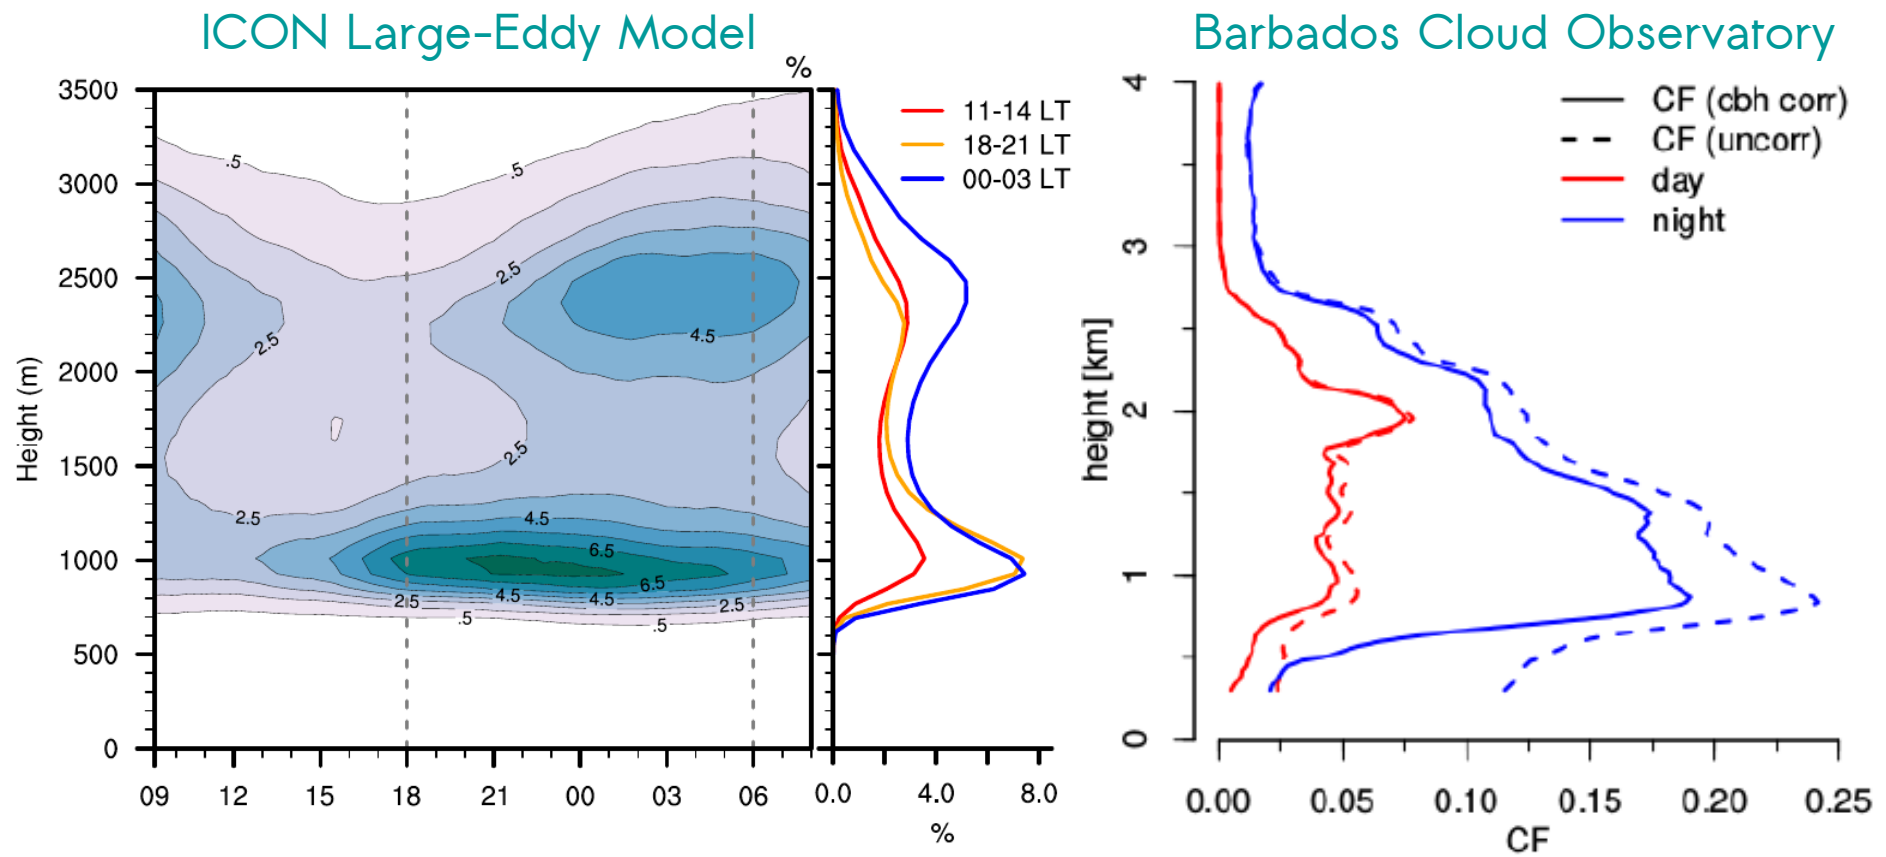 ICON Large-Eddy Model
%
3500
3000
2500
2000
1500
1000
500
0
Height (m)
.5
.5
2.5
2.5
2.5
2.5
4.5
4.5
6.5
6.5
2.5
4.5
4.5
2.5
.5
.5
09 12 15 18 21 00 03 06
11-14 LT
18-21 LT
00-03 LT
0.0 4.0 8.0
%
Barbados Cloud Observatory
CF (cbh corr)
CF (uncorr)
day
night
4
3
2
1
0
height [km]
0.00 0.05 0.10 0.15 0.20 0.25
CF